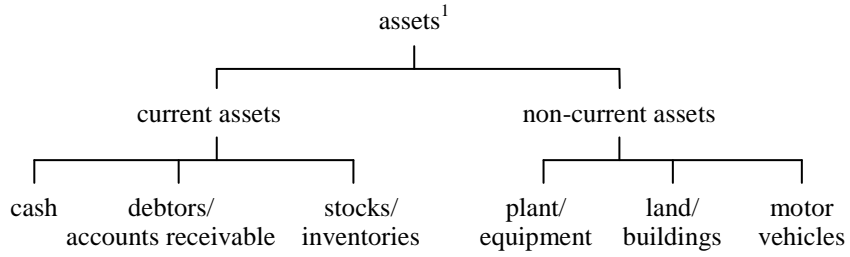 assets¹
current assets non-current assets
cash debtors/ stocks/ plant/ land/ motor
accounts receivable inventories equipment buildings vehicles